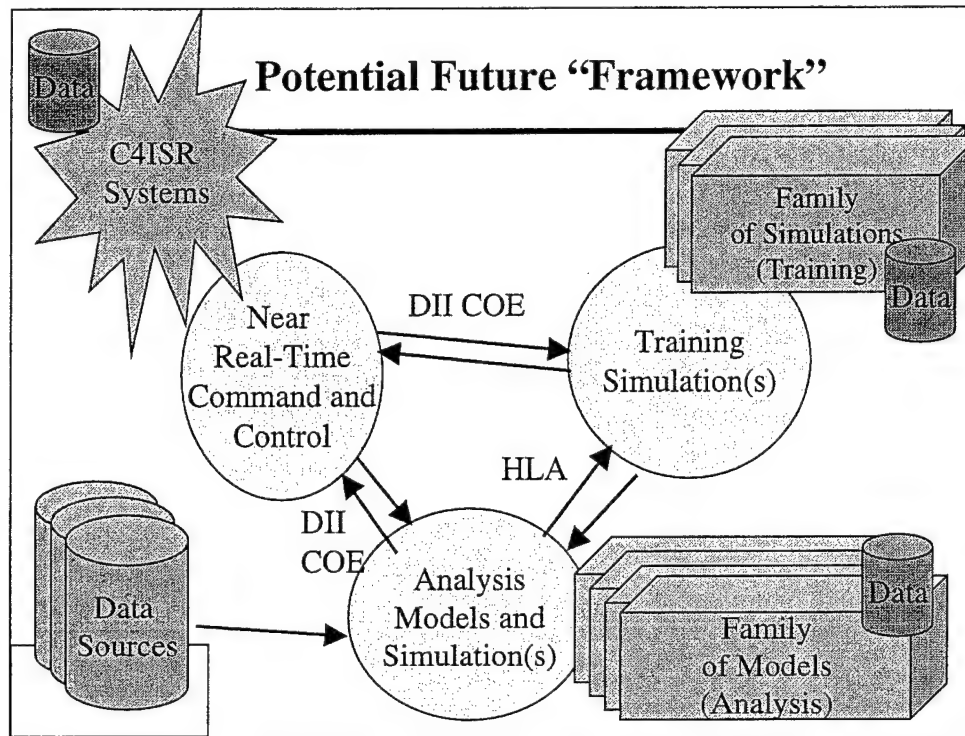 Potential Future “Framework”
Data
C4ISR
Systems
Family
of Simulations
(Training)
Data
Near
Real-Time
Command and
Control
DII COE
Training
Simulation(s)
HLA
DII
COE
Data
Sources
Analysis
Models and
Simulation(s)
Data
Family
of Models
(Analysis)